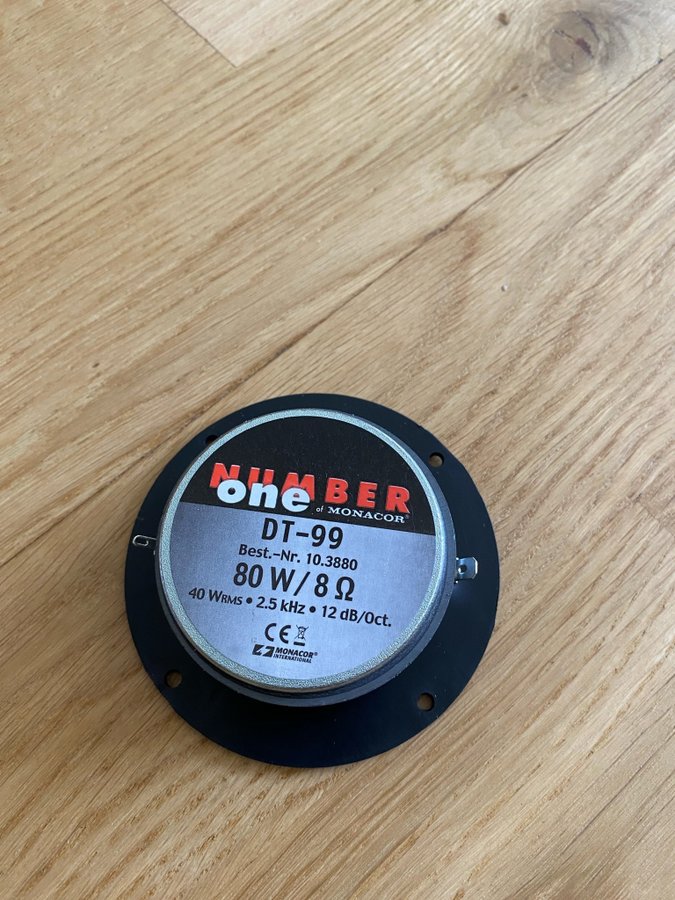 NUMBER
one of MONACOR®
DT-99
Best.-Nr. 10.3880
80 W/8 Ω
40 WRMS • 2.5 kHz • 12 dB/Oct.
CE
MONACOR®
INTERNATIONAL